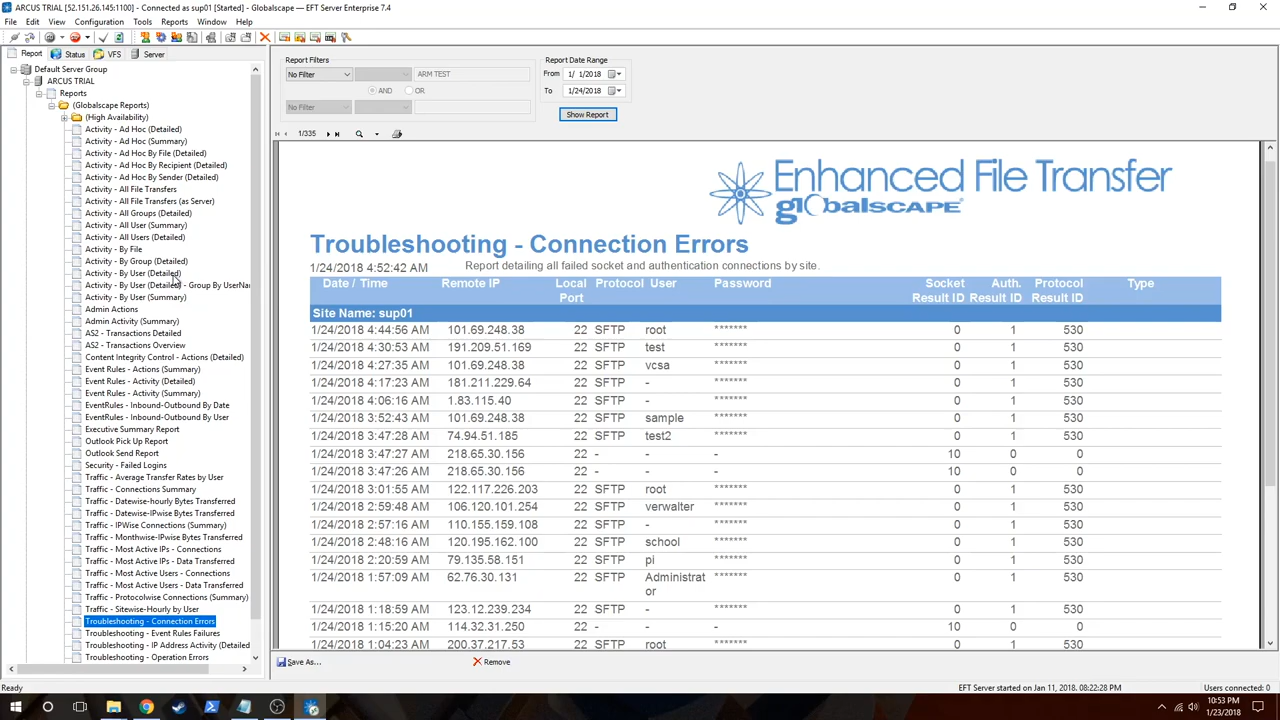 ARCUS TRIAL [52.151.26.145:1100] - Connected as sup01 [Started] - Globalscape — EFT Server Enterprise 7.4
File Edit View Configuration Tools Reports Window Help
Report Status VFS Server
Default Server Group
ARCUS TRIAL
Reports
(Globalscape Reports)
(High Availability)
Activity - Ad Hoc (Detailed)
Activity - Ad Hoc (Summary)
Activity - Ad Hoc By File (Detailed)
Activity - Ad Hoc By Recipient (Detailed)
Activity - Ad Hoc By Sender (Detailed)
Activity - All File Transfers
Activity - All File Transfers (as Server)
Activity - All Groups (Detailed)
Activity - All User (Summary)
Activity - All Users (Detailed)
Activity - By File
Activity - By Group (Detailed)
Activity - By User (Detailed)
Activity - By User (Detailed) - Group By UserNa
Activity - By User (Summary)
Admin Actions
Admin Activity (Summary)
AS2 - Transactions Detailed
AS2 - Transactions Overview
Content Integrity Control - Actions (Detailed)
Event Rules - Actions (Summary)
Event Rules - Activity (Detailed)
Event Rules - Activity (Summary)
EventRules - Inbound-Outbound By Date
EventRules - Inbound-Outbound By User
Executive Summary Report
Outlook Pick Up Report
Outlook Send Report
Security - Failed Logins
Traffic - Average Transfer Rates by User
Traffic - Connections Summary
Traffic - Datewise-hourly Bytes Transferred
Traffic - Datewise-IPwise Bytes Transferred
Traffic - IPWise Connections (Summary)
Traffic - Monthwise-IPwise Bytes Transferred
Traffic - Most Active IPs - Connections
Traffic - Most Active IPs - Data Transferred
Traffic - Most Active Users - Connections
Traffic - Most Active Users - Data Transferred
Traffic - Protocolwise Connections (Summary)
Traffic - Sitewise-Hourly by User
Troubleshooting - Connection Errors
Troubleshooting - Event Rules Failures
Troubleshooting - IP Address Activity (Detailed
Troubleshooting - Operation Errors
Report Filters
No Filter ARM TEST
AND OR
No Filter
Report Date Range
From 1/ 1/2018
To 1/24/2018
Show Report
1/335
Enhanced File Transfer
globalscape
Troubleshooting - Connection Errors
1/24/2018 4:52:42 AM Report detailing all failed socket and authentication connections by site.
Date / Time Remote IP Local Port Protocol User Password Socket Result ID Auth. Result ID Protocol Result ID Type
Site Name: sup01
1/24/2018 4:44:56 AM 101.69.248.38 22 SFTP root ******* 0 1 530
1/24/2018 4:30:53 AM 191.209.51.169 22 SFTP test ******* 0 1 530
1/24/2018 4:27:35 AM 101.69.248.38 22 SFTP vcsa ******* 0 1 530
1/24/2018 4:17:23 AM 181.211.229.64 22 SFTP - ******* 0 1 530
1/24/2018 4:06:16 AM 1.83.115.40 22 SFTP - ******* 0 1 530
1/24/2018 3:52:43 AM 101.69.248.38 22 SFTP sample ******* 0 1 530
1/24/2018 3:47:28 AM 74.94.51.185 22 SFTP test2 ******* 0 1 530
1/24/2018 3:47:27 AM 218.65.30.156 22 - - - 10 0 0
1/24/2018 3:47:26 AM 218.65.30.156 22 - - - 10 0 0
1/24/2018 3:01:55 AM 122.117.226.203 22 SFTP root ******* 0 1 530
1/24/2018 2:59:48 AM 106.120.101.254 22 SFTP verwalter ******* 0 1 530
1/24/2018 2:57:16 AM 110.155.159.108 22 SFTP - ******* 0 1 530
1/24/2018 2:48:16 AM 120.195.162.100 22 SFTP school ******* 0 1 530
1/24/2018 2:20:59 AM 79.135.58.151 22 SFTP pi ******* 0 1 530
1/24/2018 1:57:09 AM 62.76.30.131 22 SFTP Administrat ******* 0 1 530
or
1/24/2018 1:18:59 AM 123.12.239.234 22 SFTP - ******* 0 1 530
1/24/2018 1:15:20 AM 114.32.31.250 22 - - - 10 0 0
1/24/2018 1:04:23 AM 200.37.217.53 22 SFTP root ******* 0 1 530
Save As... Remove
Ready EFT Server started on Jan 11, 2018. 08:22:28 PM Users connected: 0
10:53 PM
1/23/2018